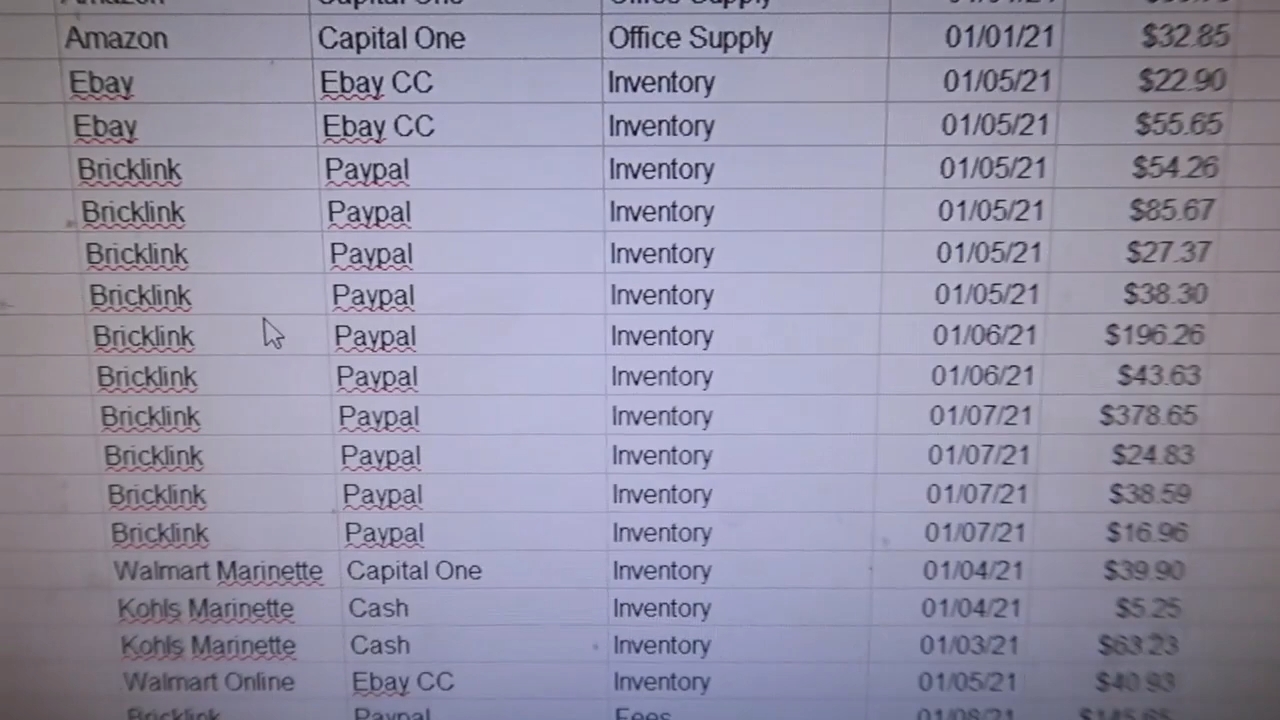 Amazon Capital One Office Supply 01/01/21 $32.85
Ebay Ebay CC Inventory 01/05/21 $22.90
Ebay Ebay CC Inventory 01/05/21 $55.65
Bricklink Paypal Inventory 01/05/21 $54.26
Bricklink Paypal Inventory 01/05/21 $85.67
Bricklink Paypal Inventory 01/05/21 $27.37
Bricklink Paypal Inventory 01/05/21 $38.30
Bricklink Paypal Inventory 01/06/21 $196.26
Bricklink Paypal Inventory 01/06/21 $43.63
Bricklink Paypal Inventory 01/07/21 $378.65
Bricklink Paypal Inventory 01/07/21 $24.83
Bricklink Paypal Inventory 01/07/21 $38.59
Bricklink Paypal Inventory 01/07/21 $16.96
Walmart Marinette Capital One Inventory 01/04/21 $39.90
Kohls Marinette Cash Inventory 01/04/21 $5.25
Kohls Marinette Cash Inventory 01/03/21 $63.23
Walmart Online Ebay CC Inventory 01/05/21 $40.93
Bricklink Paypal Fees 01/08/21